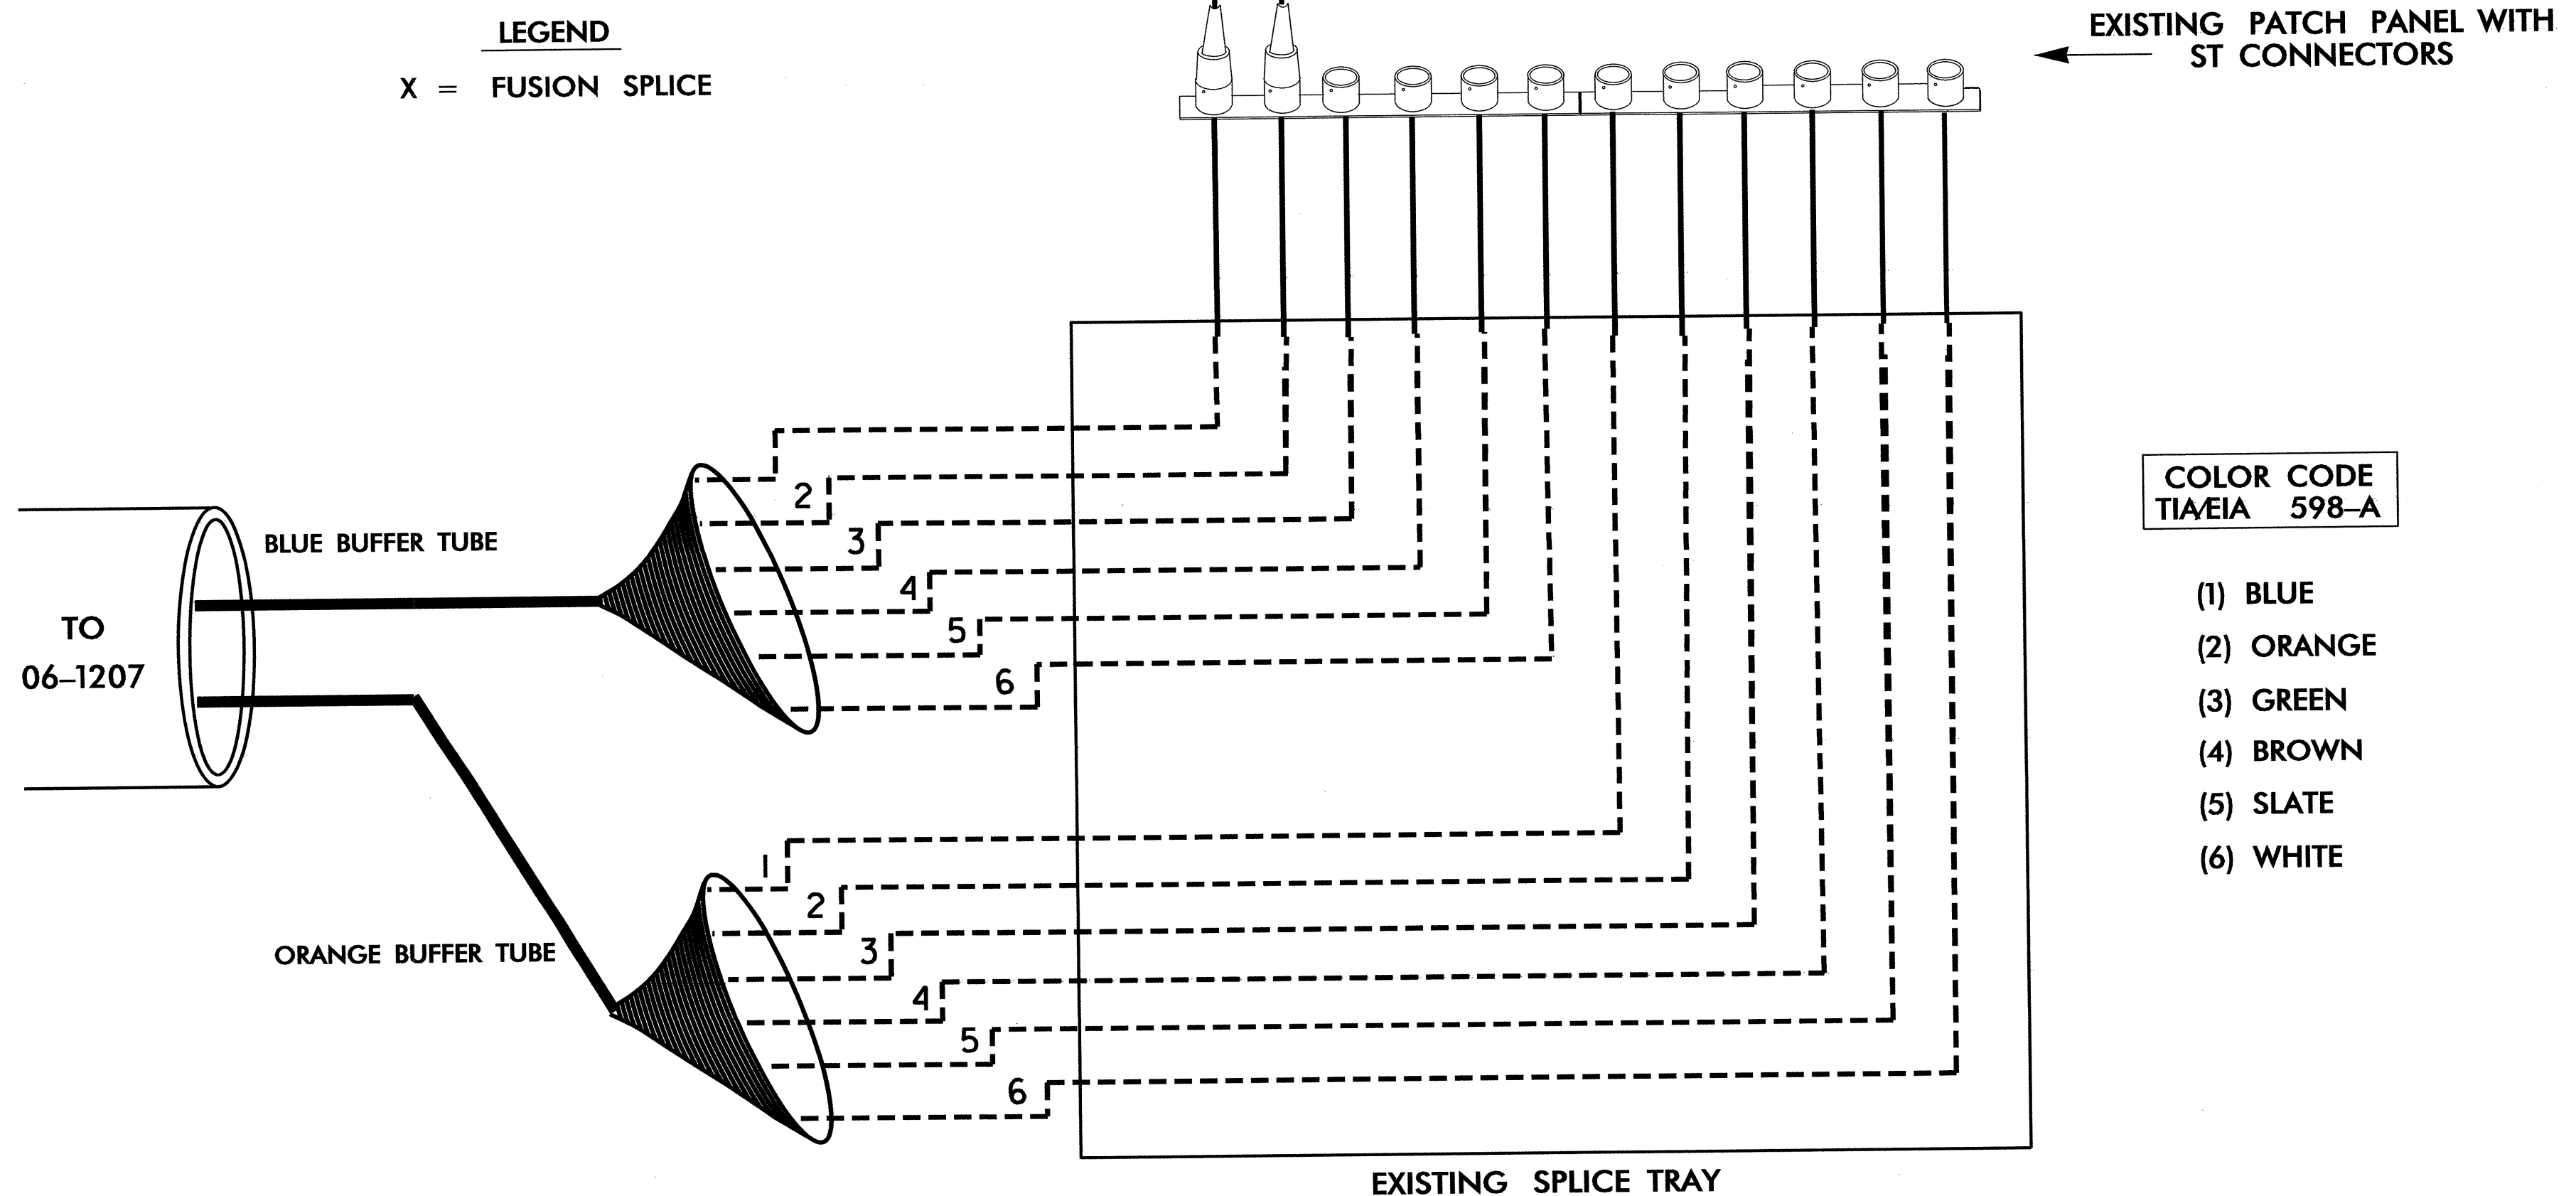 LEGEND
X = FUSION SPLICE
EXISTING PATCH PANEL WITH
ST CONNECTORS
BLUE BUFFER TUBE
TO
06–1207
2
3
4
5
6
ORANGE BUFFER TUBE
1
2
3
4
5
6
EXISTING SPLICE TRAY
COLOR CODE
TIA/EIA 598–A
(1) BLUE
(2) ORANGE
(3) GREEN
(4) BROWN
(5) SLATE
(6) WHITE